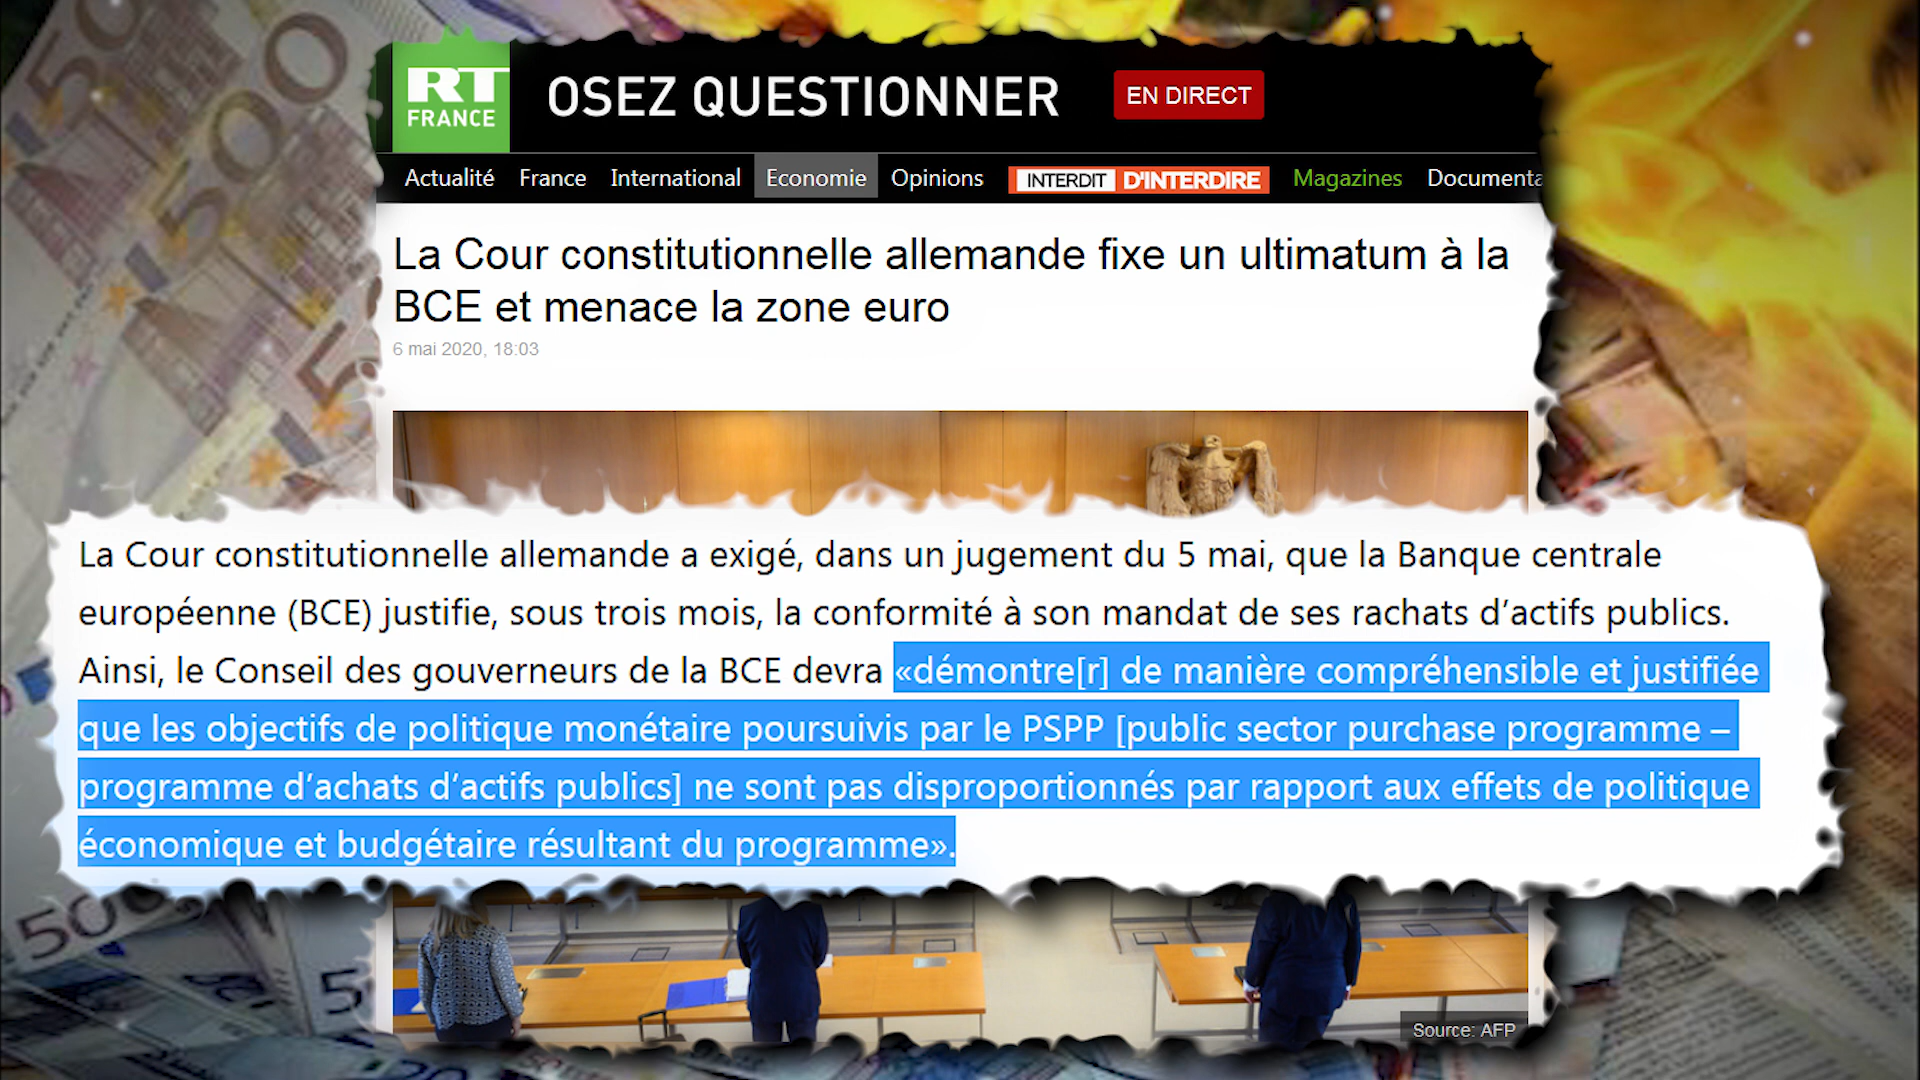 RT
FRANCE
OSEZ QUESTIONNER
EN DIRECT
Actualité France International Economie Opinions INTERDIT D'INTERDIRE Magazines Documenta
La Cour constitutionnelle allemande fixe un ultimatum à la
BCE et menace la zone euro
6 mai 2020, 18:03
La Cour constitutionnelle allemande a exigé, dans un jugement du 5 mai, que la Banque centrale
européenne (BCE) justifie, sous trois mois, la conformité à son mandat de ses rachats d’actifs publics.
Ainsi, le Conseil des gouverneurs de la BCE devra «démontre[r] de manière compréhensible et justifiée
que les objectifs de politique monétaire poursuivis par le PSPP [public sector purchase programme –
programme d’achats d‘actifs publics] ne sont pas disproportionnés par rapport aux effets de politique
économique et budgétaire résultant du programme».
Source: AFP